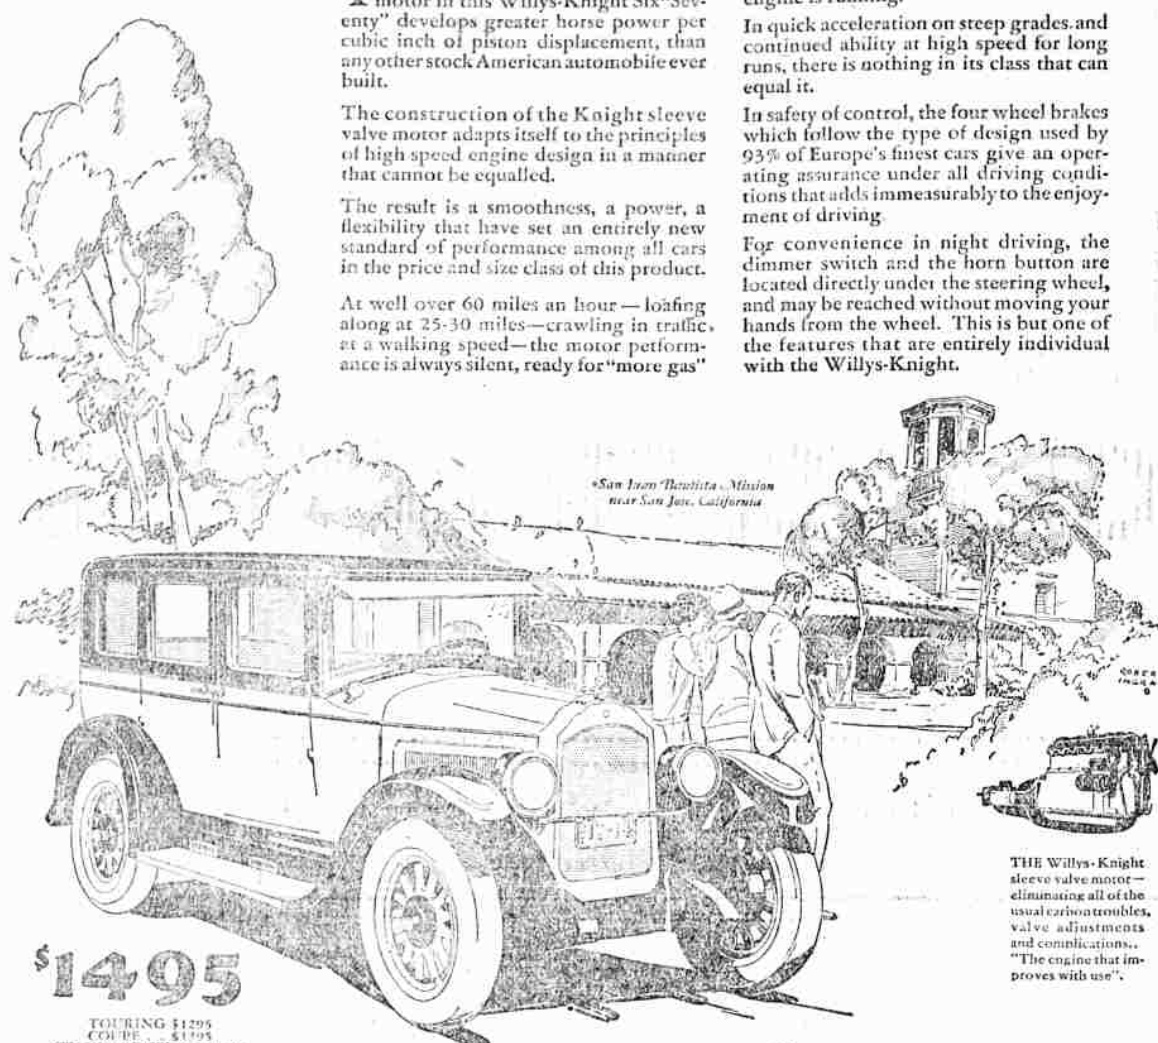 motor in this Willys-Knight Six "Sev-
enty" develops greater horse power per
cubic inch of piston displacement, than
any other stock American automobile ever
built.
The construction of the Knight sleeve
valve motor adapts itself to the principles
of high speed engine design in a manner
that cannot be equalled.
The result is a smoothness, a power, a
flexibility that have set an entirely new
standard of performance among all cars
in the price and size class of this product.
At well over 60 miles an hour — loafing
along at 25-30 miles—crawling in traffic,
at a walking speed—the motor perform-
ance is always silent, ready for "more gas"
engine is running.
In quick acceleration on steep grades and
continued ability at high speed for long
runs, there is nothing in its class that can
equal it.
In safety of control, the four wheel brakes
which follow the type of design used by
93% of Europe's finest cars give an oper-
ating assurance under all driving condi-
tions that adds immeasurably to the enjoy-
ment of driving.
For convenience in night driving, the
dimmer switch and the horn button are
located directly under the steering wheel,
and may be reached without moving your
hands from the wheel. This is but one of
the features that are entirely individual
with the Willys-Knight.
San Juan Bautista Mission
near San Jose, California
THE Willys-Knight
sleeve valve motor—
eliminating all of the
usual carbon troubles,
valve adjustments
and complications..
"The engine that im-
proves with use".
$1495
TOURING $1295
COUPE . . $1395